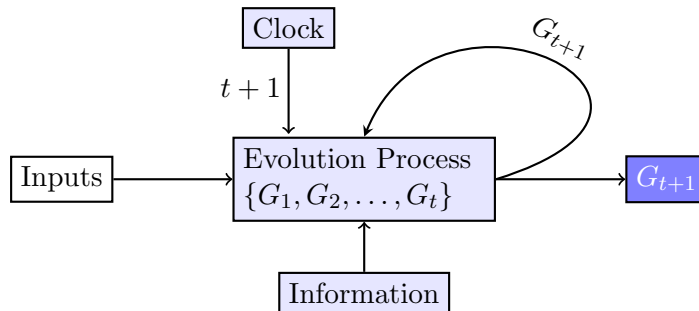 Clock
G_{t+1}
t + 1
Inputs
Evolution Process
{G_1, G_2, . . . , G_t}
G_{t+1}
Information